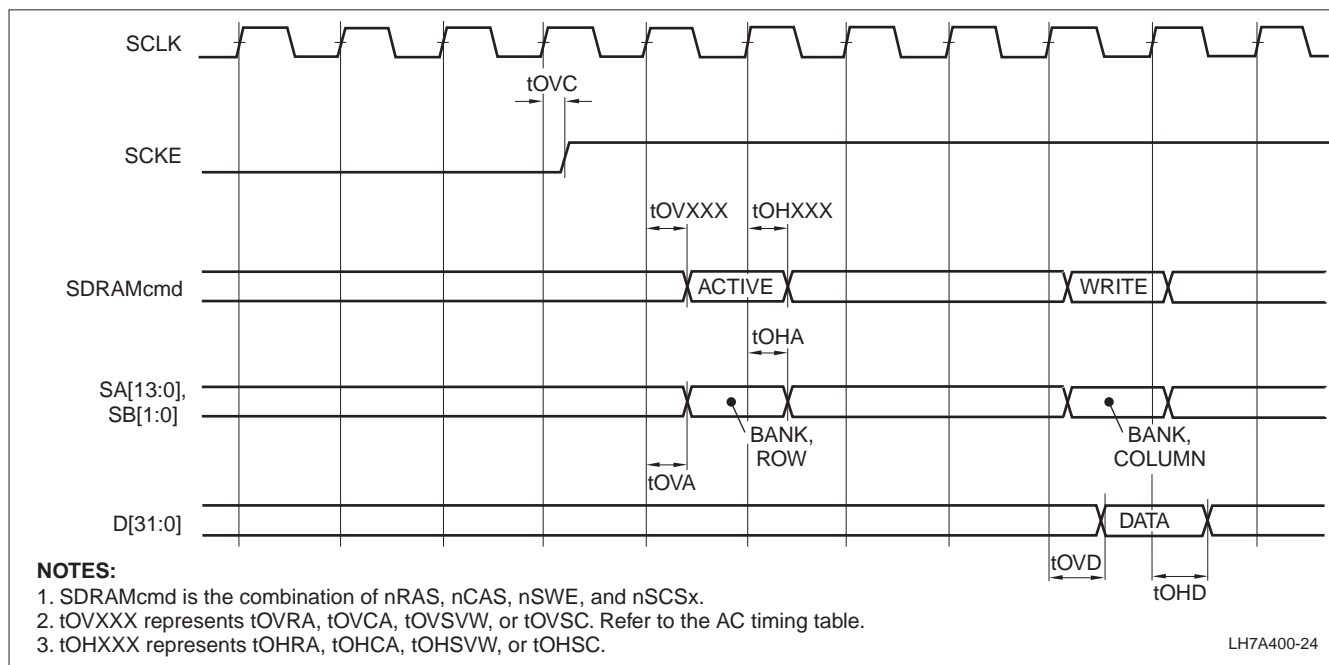 SCLK
tOVC
SCKE
tOVXXX
tOHXXX
SDRAMcmd
ACTIVE
WRITE
tOHA
SA[13:0],
SB[1:0]
BANK,
ROW
BANK,
COLUMN
tOVA
D[31:0]
DATA
tOVD
tOHD
NOTES:
1. SDRAMcmd is the combination of nRAS, nCAS, nSWE, and nSCSx.
2. tOVXXX represents tOVRA, tOVCA, tOVSVW, or tOVSC. Refer to the AC timing table.
3. tOHXXX represents tOHRA, tOHCA, tOHSVW, or tOHSC.
LH7A400-24